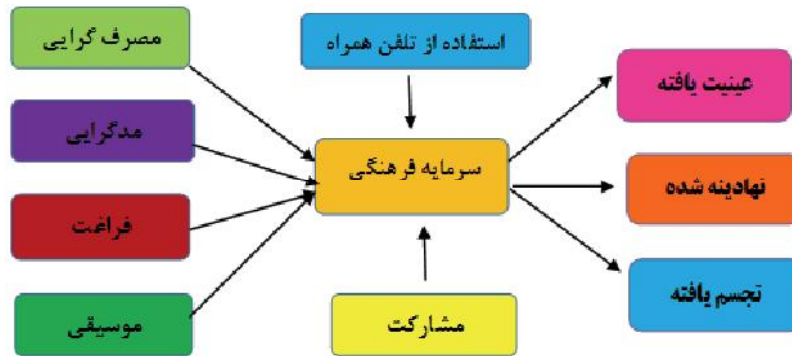 مصرف گرایی
استفاده از تلفن همراه
عینیت یافته
مدگرایی
سرمایه فرهنگی
نهادینه شده
فراغت
تجسم یافته
موسیقی
مشارکت